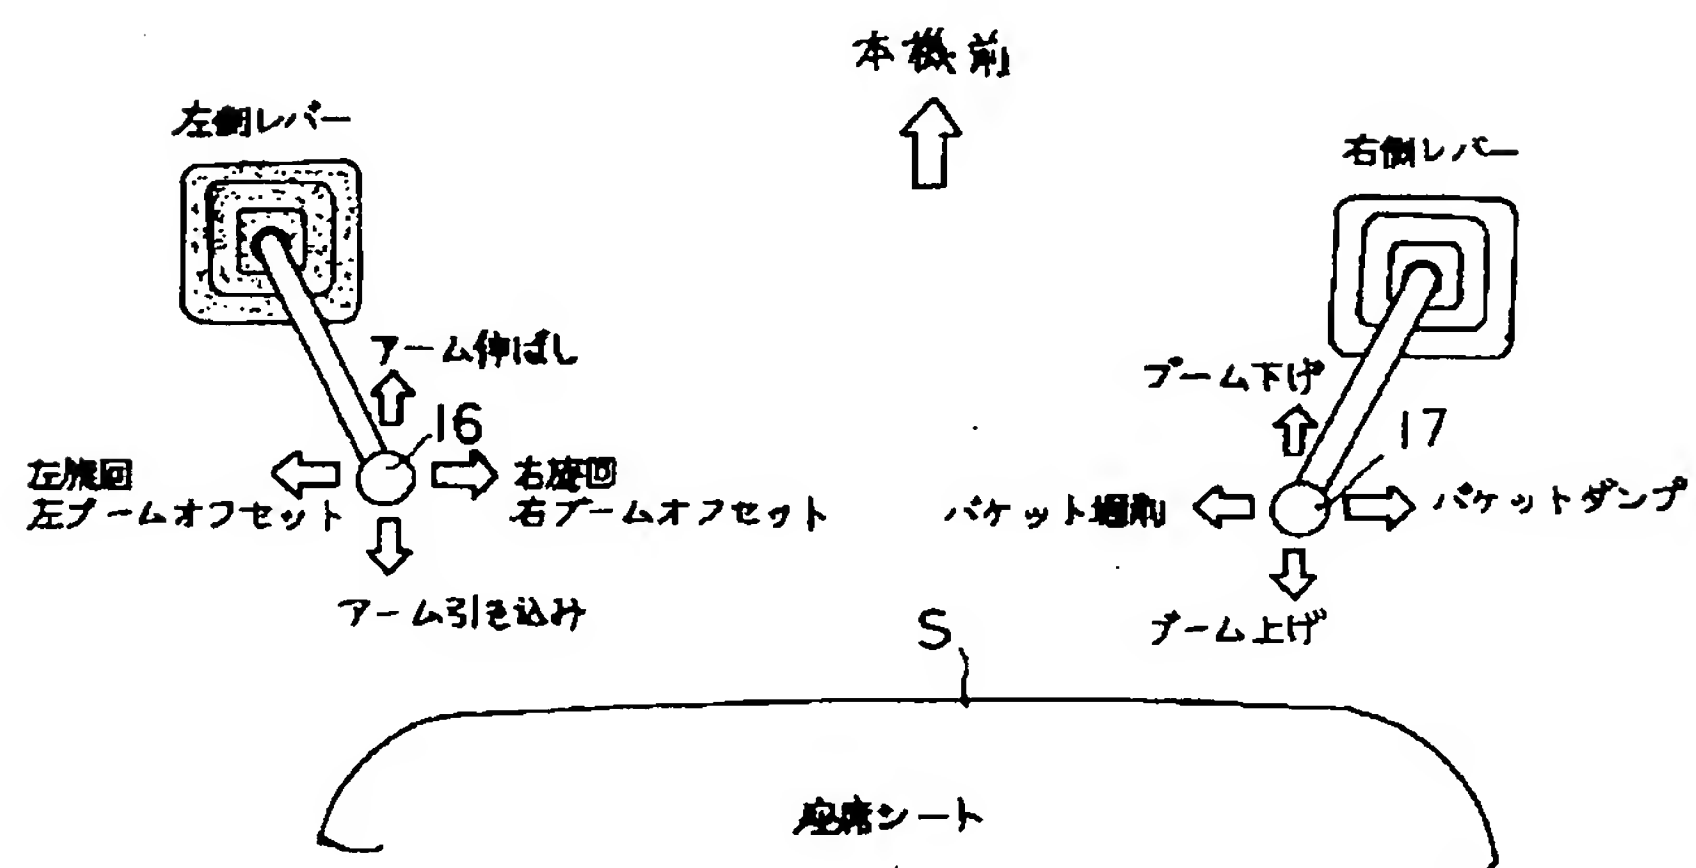 本機前
左側レバー
右側レバー
アーム伸ばし
16
左旋回
左ブームオフセット
右旋回
右ブームオフセット
アーム引き込み
ブーム下げ
17
バケット掘削
バケットダンプ
ブーム上げ
S
座席シート